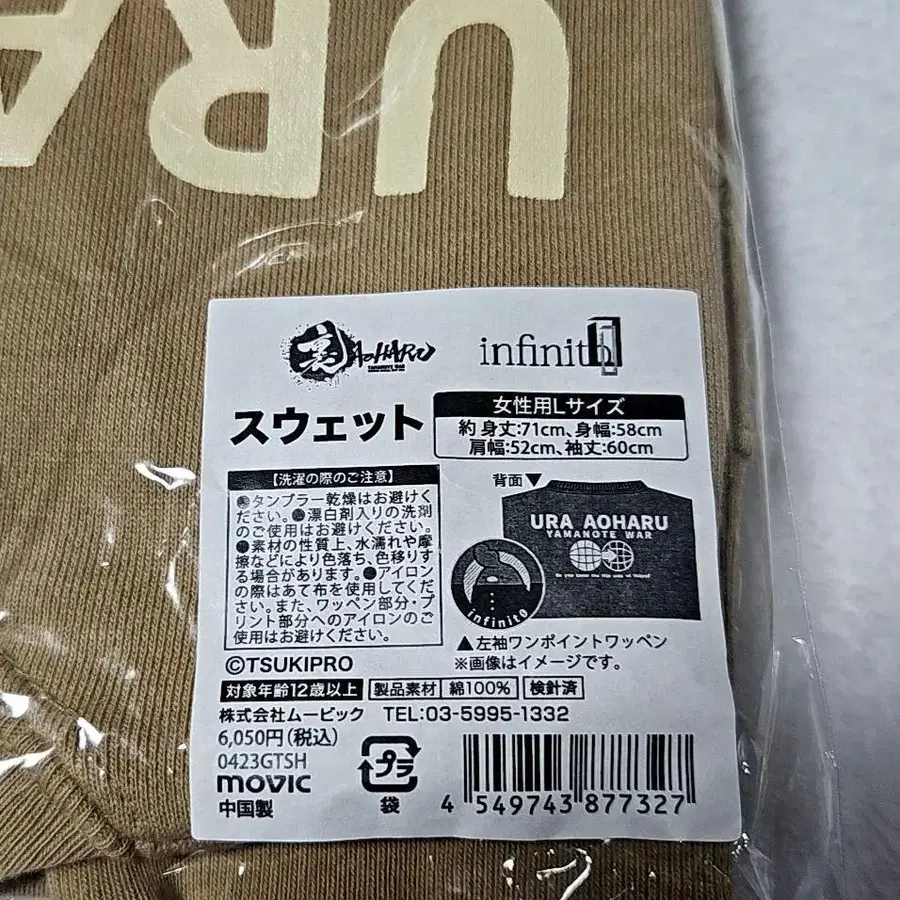 URA
裏 AOHARU
YAMANOTE WAR
infinit0
スウェット
女性用Lサイズ
約 身丈:71cm、身幅:58cm
肩幅:52cm、袖丈:60cm
【洗濯の際のご注意】
●タンブラー乾燥はお避けく
ださい。●漂白剤入りの洗剤
のご使用はお避けください。
●素材の性質上、水濡れや摩
擦などにより色落ち、色移りす
る場合があります。●アイロン
の際はあて布を使用してくだ
さい。また、ワッペン部分・プ
リント部分へのアイロンのご
使用はお避けください。
背面▼
URA AOHARU
YAMANOTE WAR
Do you know the this side of Tokyo?
infinit0
▲左袖ワンポイントワッペン
※画像はイメージです。
©TSUKIPRO
対象年齢12歳以上 製品素材 綿100% 検針済
株式会社ムービック TEL:03-5995-1332
6,050円(税込)
0423GTSH
movic
中国製
プラ
袋
4 549743 877327